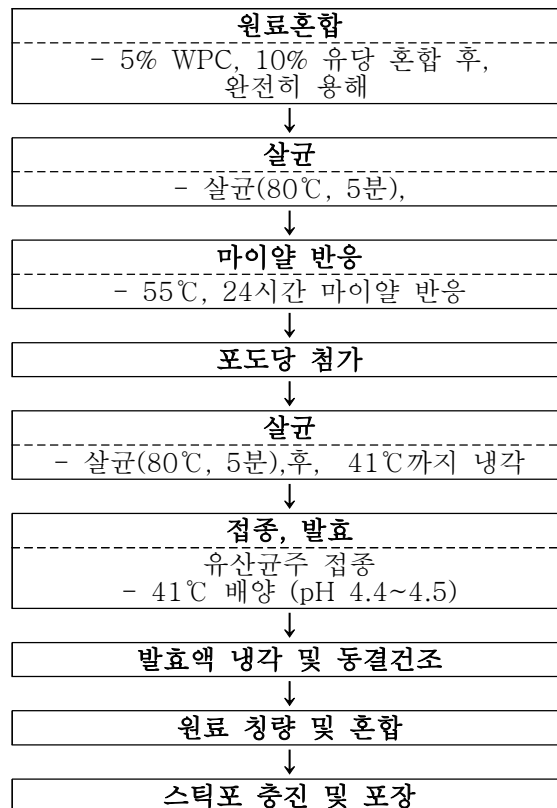 원료혼합
- 5% WPC, 10% 유당 혼합 후,
완전히 용해
↓
살균
- 살균(80℃, 5분),
↓
마이얄 반응
- 55℃, 24시간 마이얄 반응
↓
포도당 첨가
↓
살균
- 살균(80℃, 5분),후, 41℃까지 냉각
↓
접종, 발효
유산균주 접종
- 41℃ 배양 (pH 4.4~4.5)
↓
발효액 냉각 및 동결건조
↓
원료 칭량 및 혼합
↓
스틱포 충진 및 포장